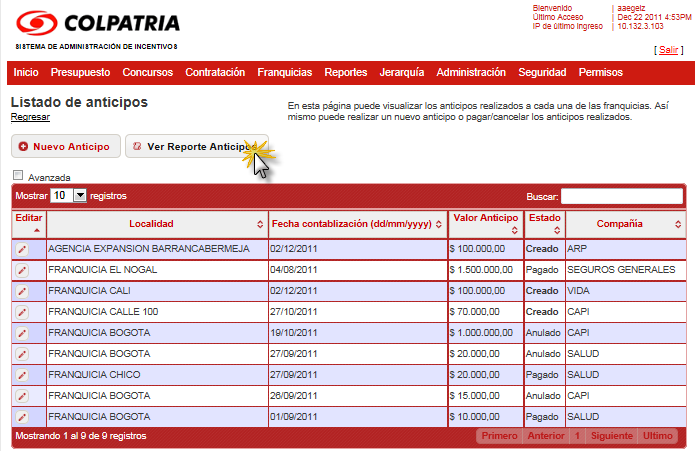 COLPATRIA
SISTEMA DE ADMINISTRACIÓN DE INCENTIVOS
Bienvenido : aaegeiz
Último Acceso : Dec 22 2011 4:53PM
IP de último Ingreso : 10.132.3.103
[ Salir ]
Inicio Presupuesto Concursos Contratación Franquicias Reportes Jerarquía Administración Seguridad Permisos
Listado de anticipos
Regresar
En esta página puede visualizar los anticipos realizados a cada una de las franquicias. Así
mismo puede realizar un nuevo anticipo o pagar/cancelar los anticipos realizados.
Nuevo Anticipo Ver Reporte Anticipos
Avanzada
Mostrar 10 registros Buscar:
Editar Localidad Fecha contablización (dd/mm/yyyy) Valor Anticipo Estado Compañía
AGENCIA EXPANSION BARRANCABERMEJA 02/12/2011 $ 100.000,00 Creado ARP
FRANQUICIA EL NOGAL 04/08/2011 $ 1.500.000,00 Pagado SEGUROS GENERALES
FRANQUICIA CALI 02/12/2011 $ 100.000,00 Creado VIDA
FRANQUICIA CALLE 100 27/10/2011 $ 70.000,00 Creado CAPI
FRANQUICIA BOGOTA 19/10/2011 $ 1.000.000,00 Anulado CAPI
FRANQUICIA BOGOTA 27/09/2011 $ 20.000,00 Anulado SALUD
FRANQUICIA CHICO 27/09/2011 $ 20.000,00 Pagado SALUD
FRANQUICIA BOGOTA 26/09/2011 $ 15.000,00 Anulado CAPI
FRANQUICIA BOGOTA 01/09/2011 $ 10.000,00 Pagado SALUD
Mostrando 1 al 9 de 9 registros Primero Anterior 1 Siguiente Ultimo